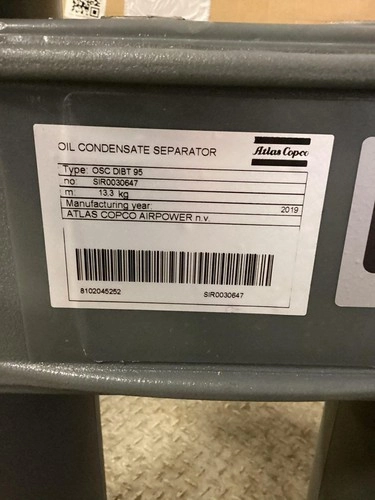 OIL CONDENSATE SEPARATOR
Atlas Copco
Type: OSC DIBT 95
no: SIR0030647
m: 13.3 kg
Manufacturing year: 2019
ATLAS COPCO AIRPOWER n.v.
8102045252 SIR0030647